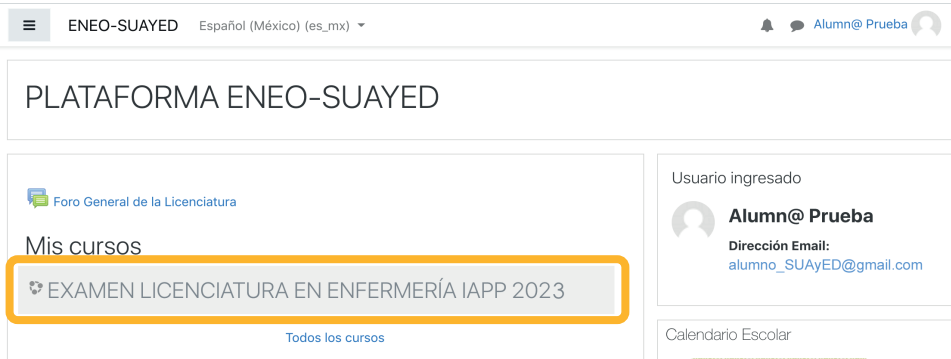 ENEO-SUAYED Español (México) (es_mx) Alumn@ Prueba
PLATAFORMA ENEO-SUAYED
Foro General de la Licenciatura
Mis cursos
EXAMEN LICENCIATURA EN ENFERMERÍA IAPP 2023
Todos los cursos
Usuario ingresado
Alumn@ Prueba
Dirección Email:
alumno_SUAyED@gmail.com
Calendario Escolar